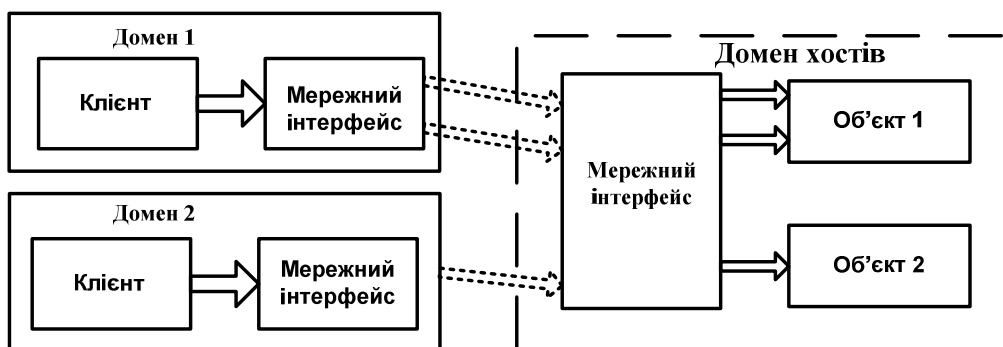 Домен 1
Клієнт
Мережний
інтерфейс
Домен 2
Клієнт
Мережний
інтерфейс
Домен хостів
Мережний
інтерфейс
Об’єкт 1
Об’єкт 2